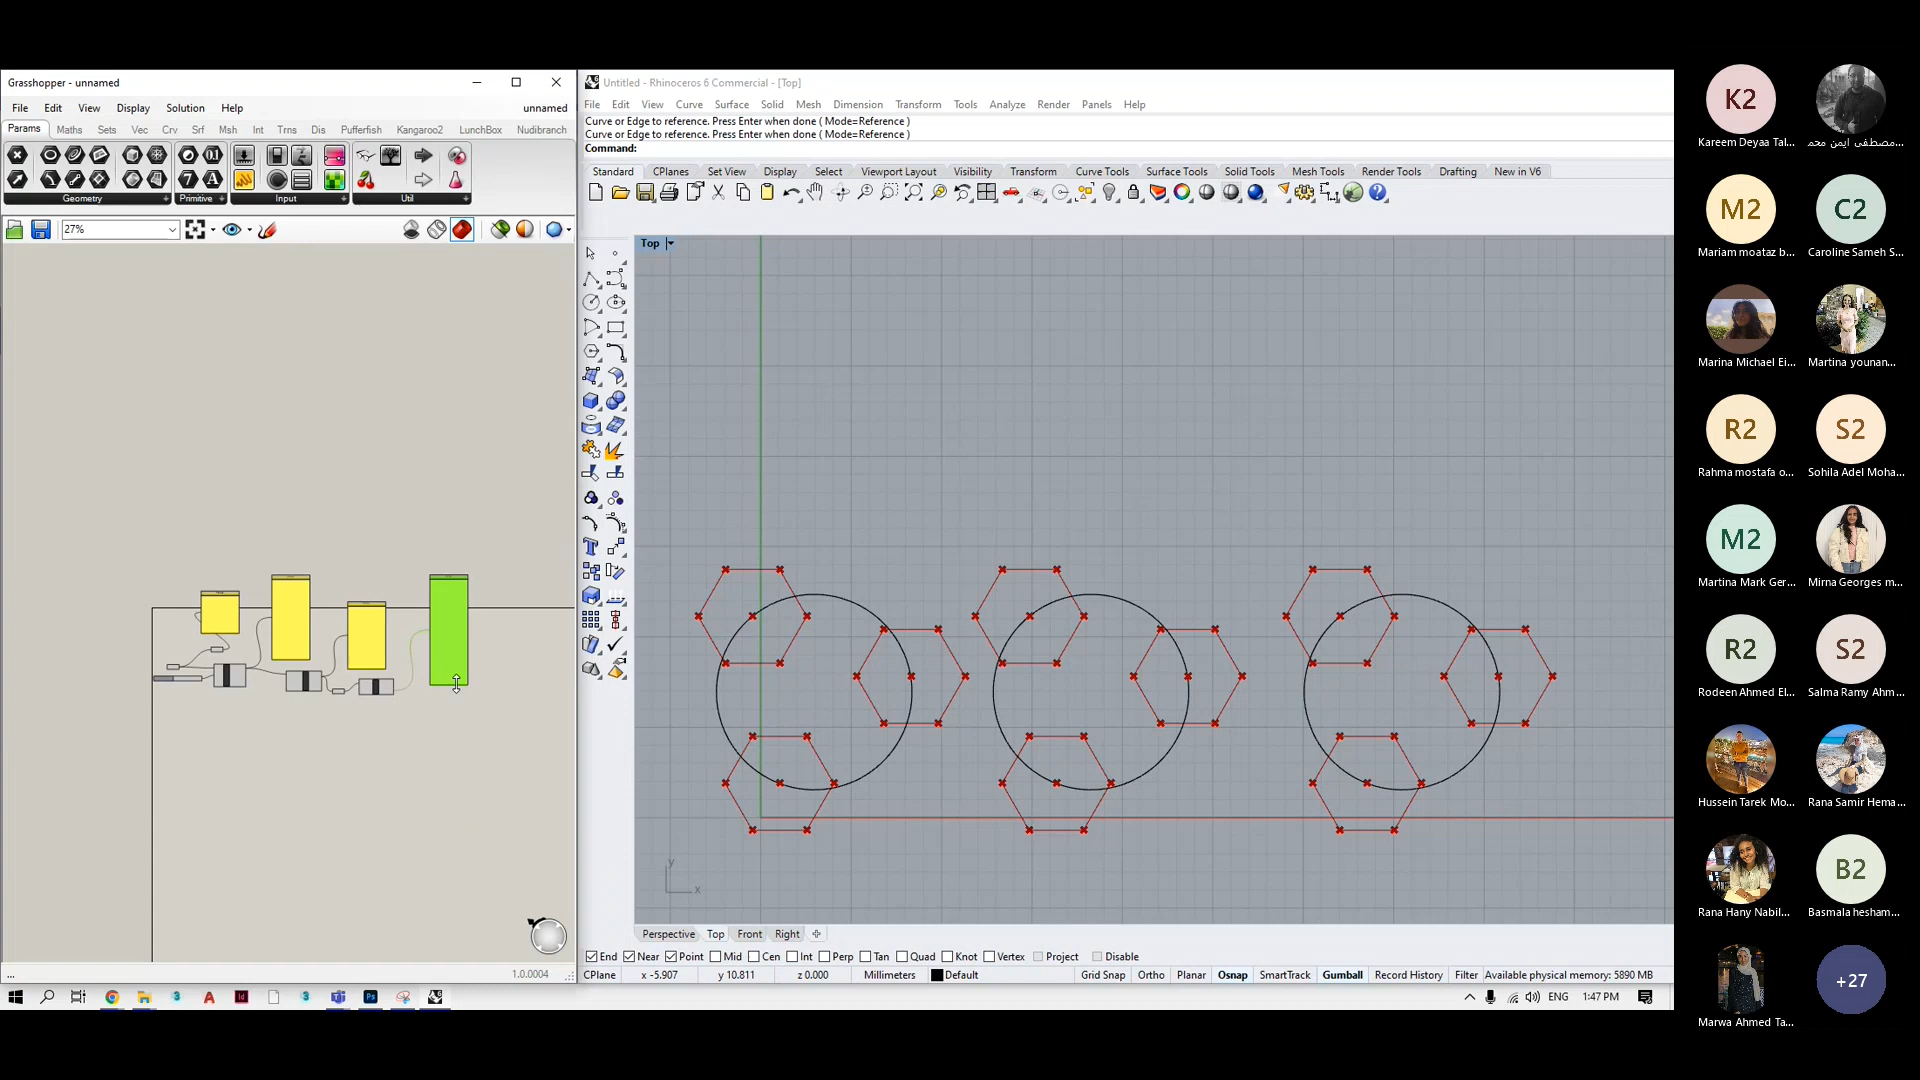 Grasshopper - unnamed
File Edit View Display Solution Help unnamed
Params Maths Sets Vec Crv Srf Msh Int Trns Dis Pufferfish Kangaroo2 LunchBox Nudibranch
Geometry Primitive Input Util
27%
1.0.0004
Untitled - Rhinoceros 6 Commercial - [Top]
File Edit View Curve Surface Solid Mesh Dimension Transform Tools Analyze Render Panels Help
Curve or Edge to reference. Press Enter when done ( Mode=Reference )
Curve or Edge to reference. Press Enter when done ( Mode=Reference )
Command:
Standard CPlanes Set View Display Select Viewport Layout Visibility Transform Curve Tools Surface Tools Solid Tools Mesh Tools Render Tools Drafting New in V6
Top
y
x
Perspective Top Front Right
End Near Point Mid Cen Int Perp Tan Quad Knot Vertex Project Disable
CPlane x -5.907 y 10.811 z 0.000 Millimeters Default Grid Snap Ortho Planar Osnap SmartTrack Gumball Record History Filter Available physical memory: 5890 MB
ENG 1:47 PM
K2
Kareem Deyaa Tal...
مصطفى ايمن محم...
M2 C2
Mariam moataz b... Caroline Sameh S...
Marina Michael Ei... Martina younan...
R2 S2
Rahma mostafa o... Sohila Adel Moha...
M2
Martina Mark Ger... Mirna Georges m...
R2 S2
Rodeen Ahmed El... Salma Ramy Ahm...
Hussein Tarek Mo... Rana Samir Hema...
B2
Rana Hany Nabil... Basmala hesham...
+27
Marwa Ahmed Ta...